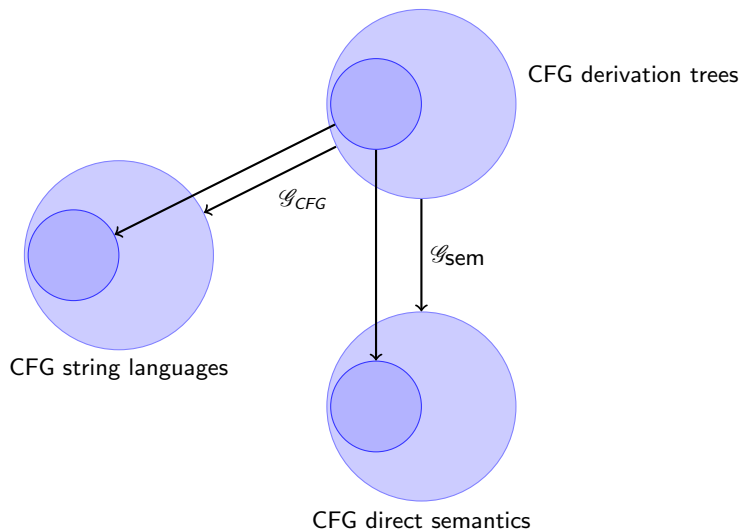 CFG derivation trees
𝒢CFG
𝒢sem
CFG string languages
CFG direct semantics